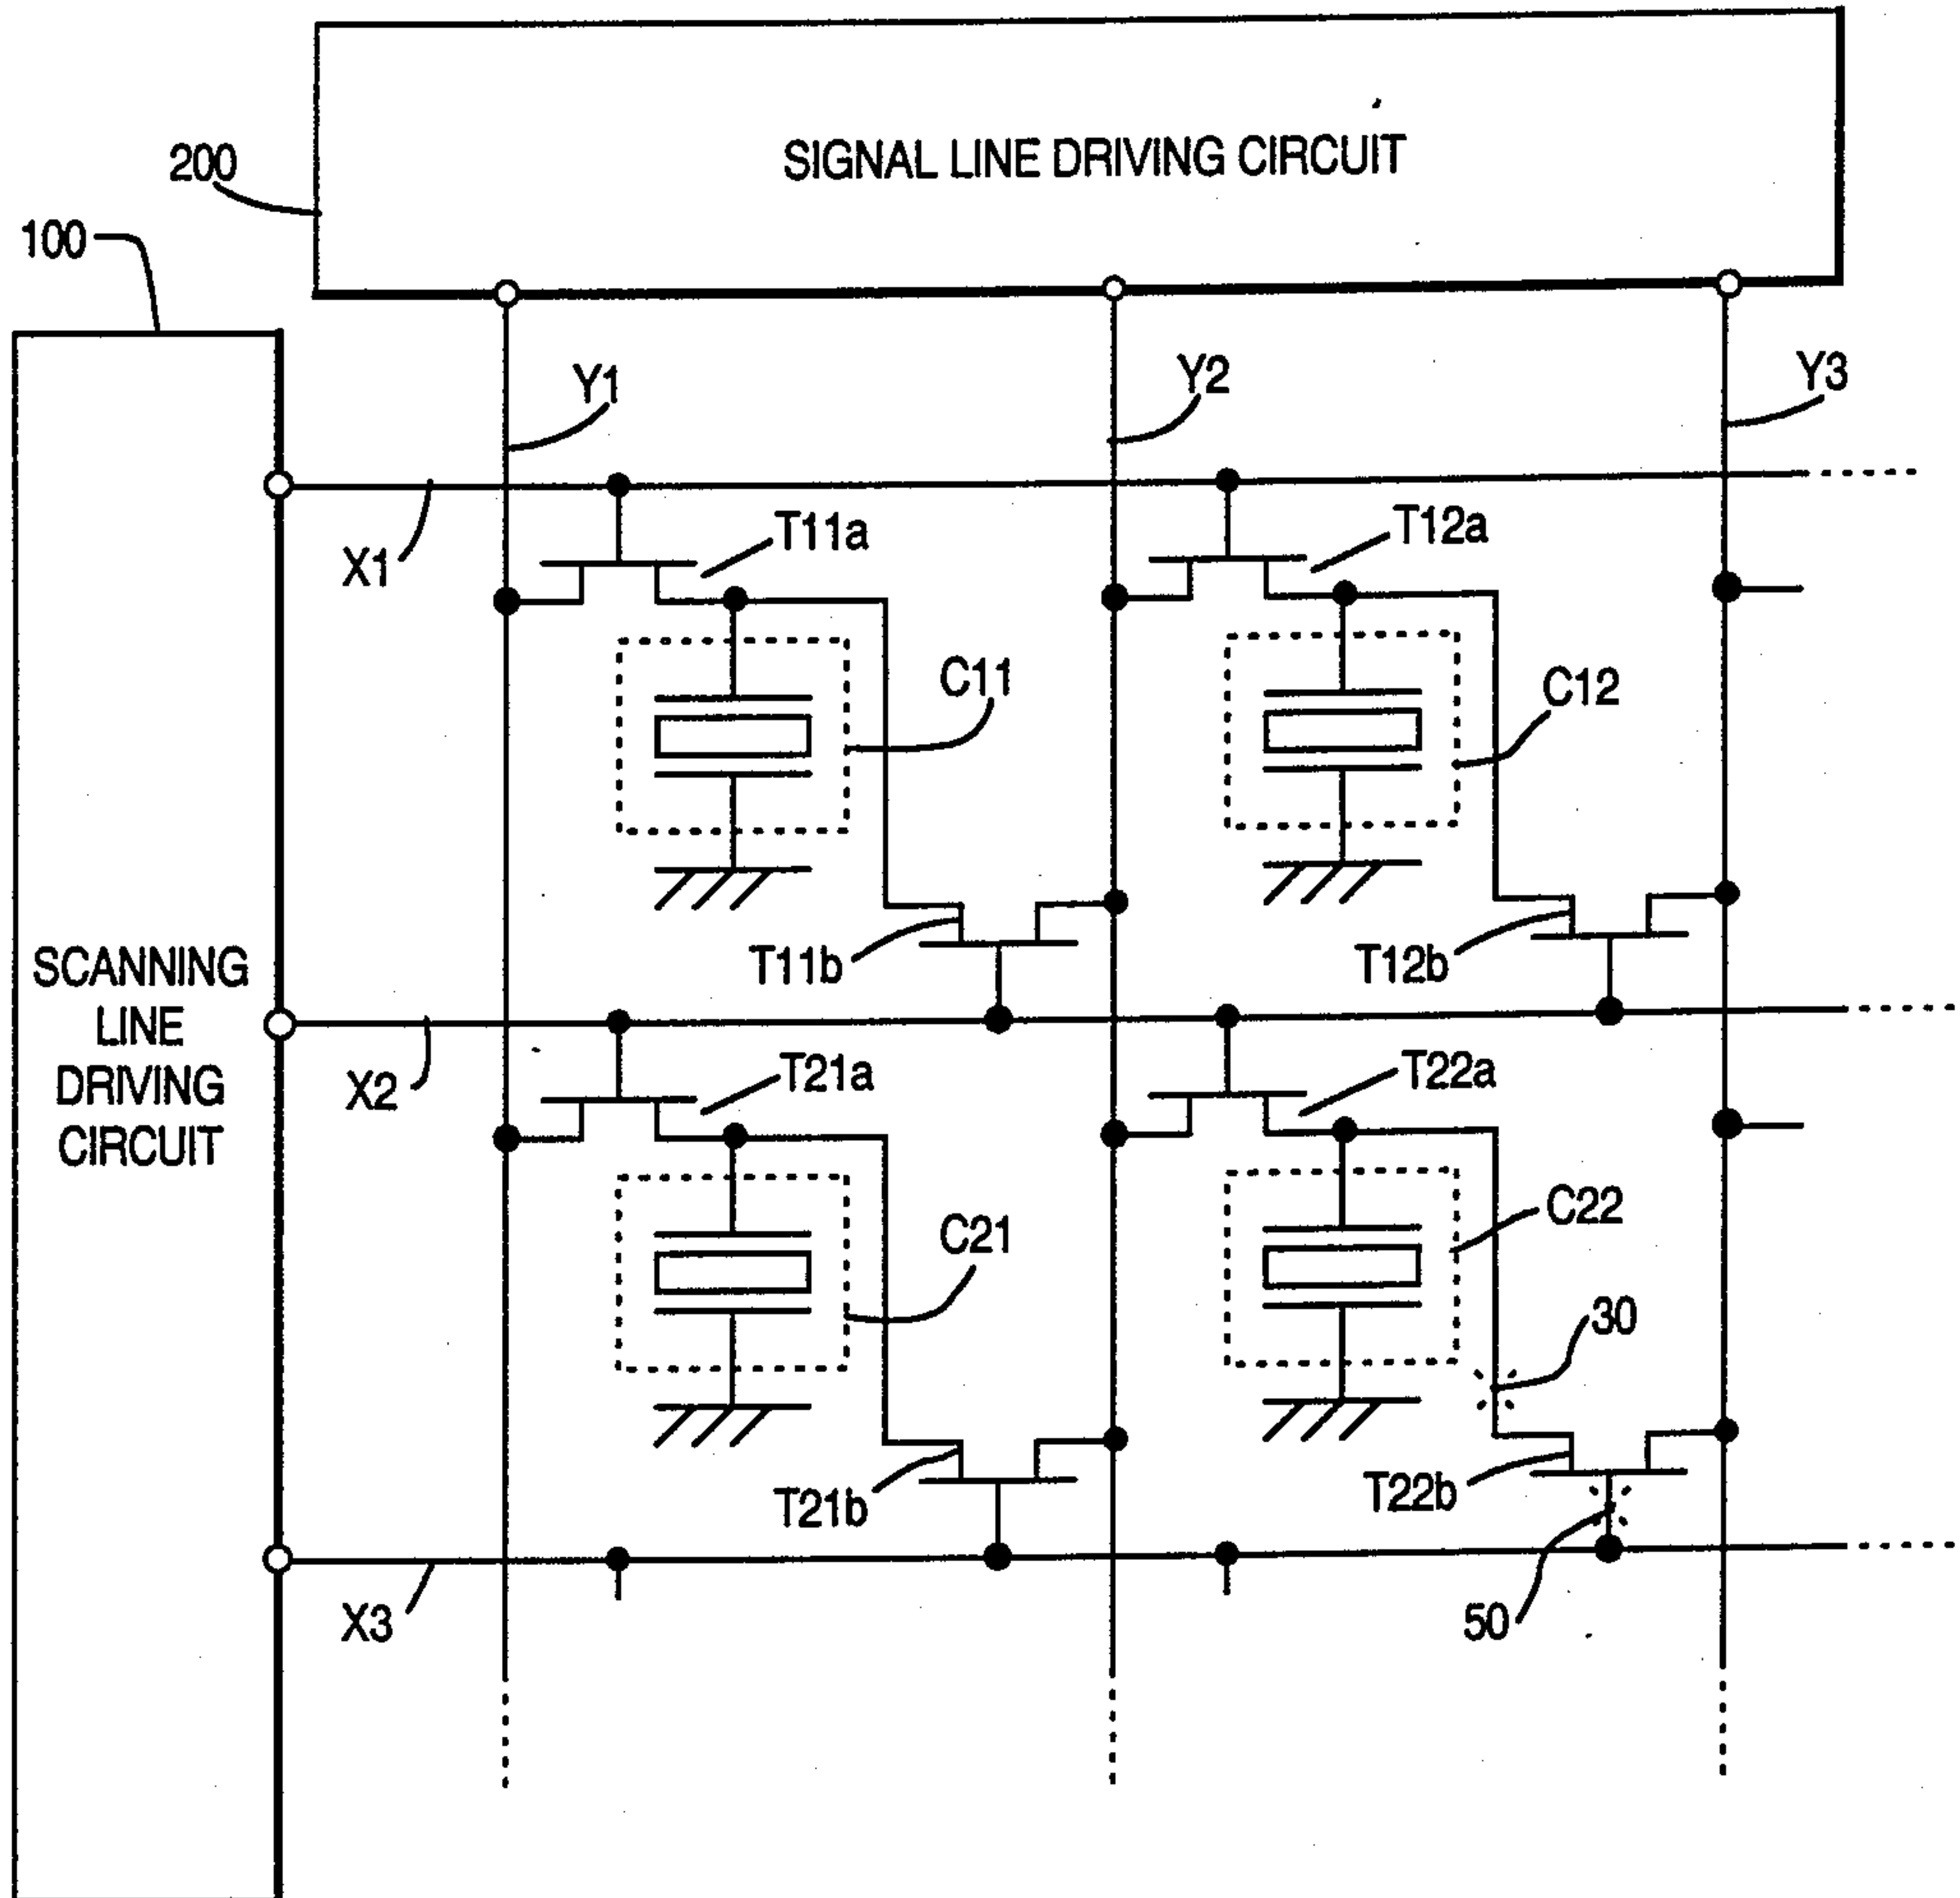 SIGNAL LINE DRIVING CIRCUIT
200
100
Y1
Y2
Y3
X1
T11a
T12a
C11
C12
T11b
T12b
SCANNING
LINE
DRIVING
CIRCUIT
X2
T21a
T22a
C21
C22
30
T21b
T22b
X3
50